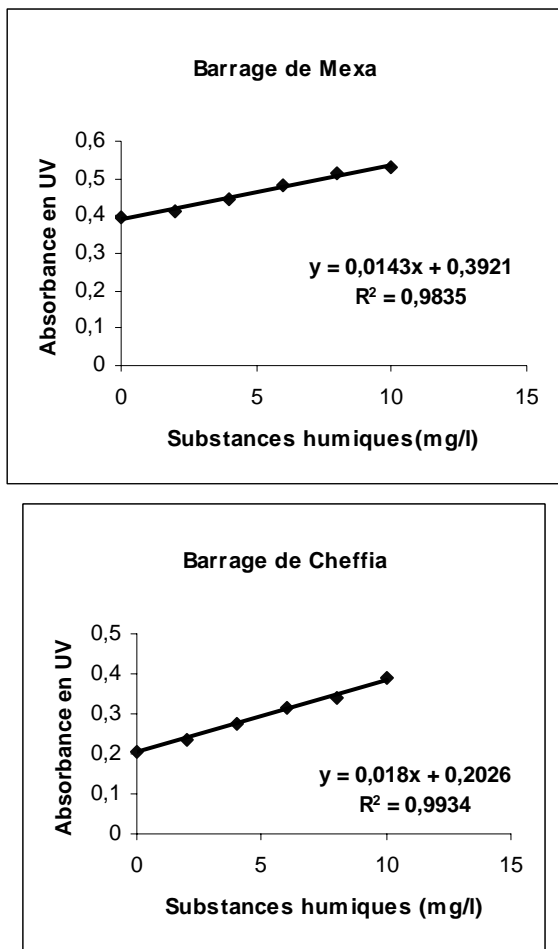 Barrage de Mexa
Absorbance en UV
0,6
0,5
0,4
0,3
0,2
0,1
0
y = 0,0143x + 0,3921
R² = 0,9835
0 5 10 15
Substances humiques(mg/l)
Barrage de Cheffia
Absorbance en UV
0,5
0,4
0,3
0,2
0,1
0
y = 0,018x + 0,2026
R² = 0,9934
0 5 10 15
Substances humiques (mg/l)